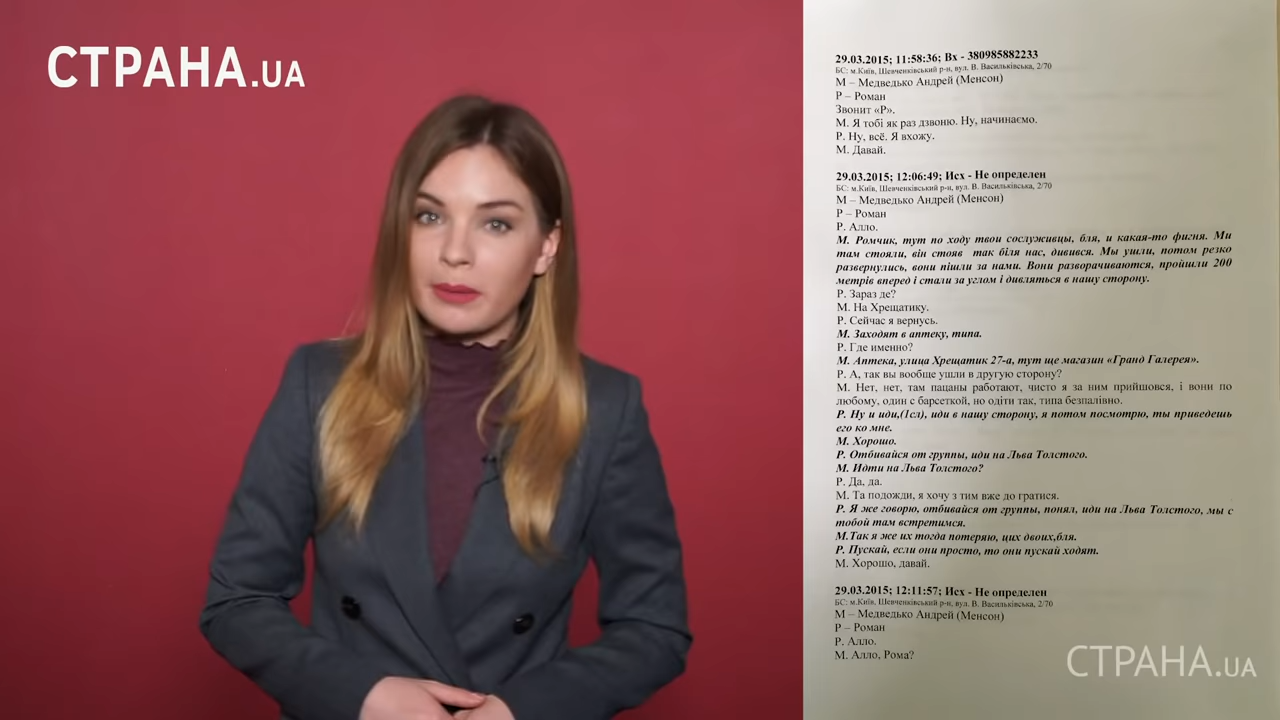 СТРАНА.UA
29.03.2015; 11:58:36; Вх - 380985882233
БС: м.Київ, Шевченківський р-н, вул. В. Васильківська, 2/70
М – Медведько Андрей (Менсон)
Р – Роман
Звонит «Р».
М. Я тобі як раз дзвоню. Ну, начинаємо.
Р. Ну, всё. Я вхожу.
М. Давай.
29.03.2015; 12:06:49; Исх - Не определен
БС: м.Київ, Шевченківський р-н, вул. В. Васильківська, 2/70
М – Медведько Андрей (Менсон)
Р – Роман
Р. Алло.
М. Ромчик, тут по ходу твои сослуживцы, бля, и какая-то фигня. Ми
там стояли, він стояв так біля нас, дивився. Мы ушли, потом резко
развернулись, вони пішли за нами. Вони разворачиваются, пройшли 200
метрів вперед і стали за углом і дивляться в нашу сторону.
Р. Зараз де?
М. На Хрещатику.
Р. Сейчас я вернусь.
М. Заходят в аптеку, типа.
Р. Где именно?
М. Аптека, улица Хрещатик 27-а, тут ще магазин «Гранд Галерея».
Р. А, так вы вообще ушли в другую сторону?
М. Нет, нет, там пацаны работают, чисто я за ним прийшовся, і вони по
любому, один с барсеткой, но одіти так, типа безпалівно.
Р. Ну и иди,(1сл), иди в нашу сторону, я потом посмотрю, ты приведешь
его ко мне.
М. Хорошо.
Р. Отбивайся от группы, иди на Льва Толстого.
М. Идти на Льва Толстого?
Р. Да, да.
М. Та подожди, я хочу з тим вже до гратися.
Р. Я же говорю, отбивайся от группы, понял, иди на Льва Толстого, мы с
тобой там встретимся.
М.Так я же их тогда потеряю, цих двоих,бля.
Р. Пускай, если они просто, то они пускай ходят.
М. Хорошо, давай.
29.03.2015; 12:11:57; Исх - Не определен
БС: м.Київ, Шевченківський р-н, вул. В. Васильківська, 2/70
М – Медведько Андрей (Менсон)
Р – Роман
Р. Алло.
М. Алло, Рома?
СТРАНА.UA